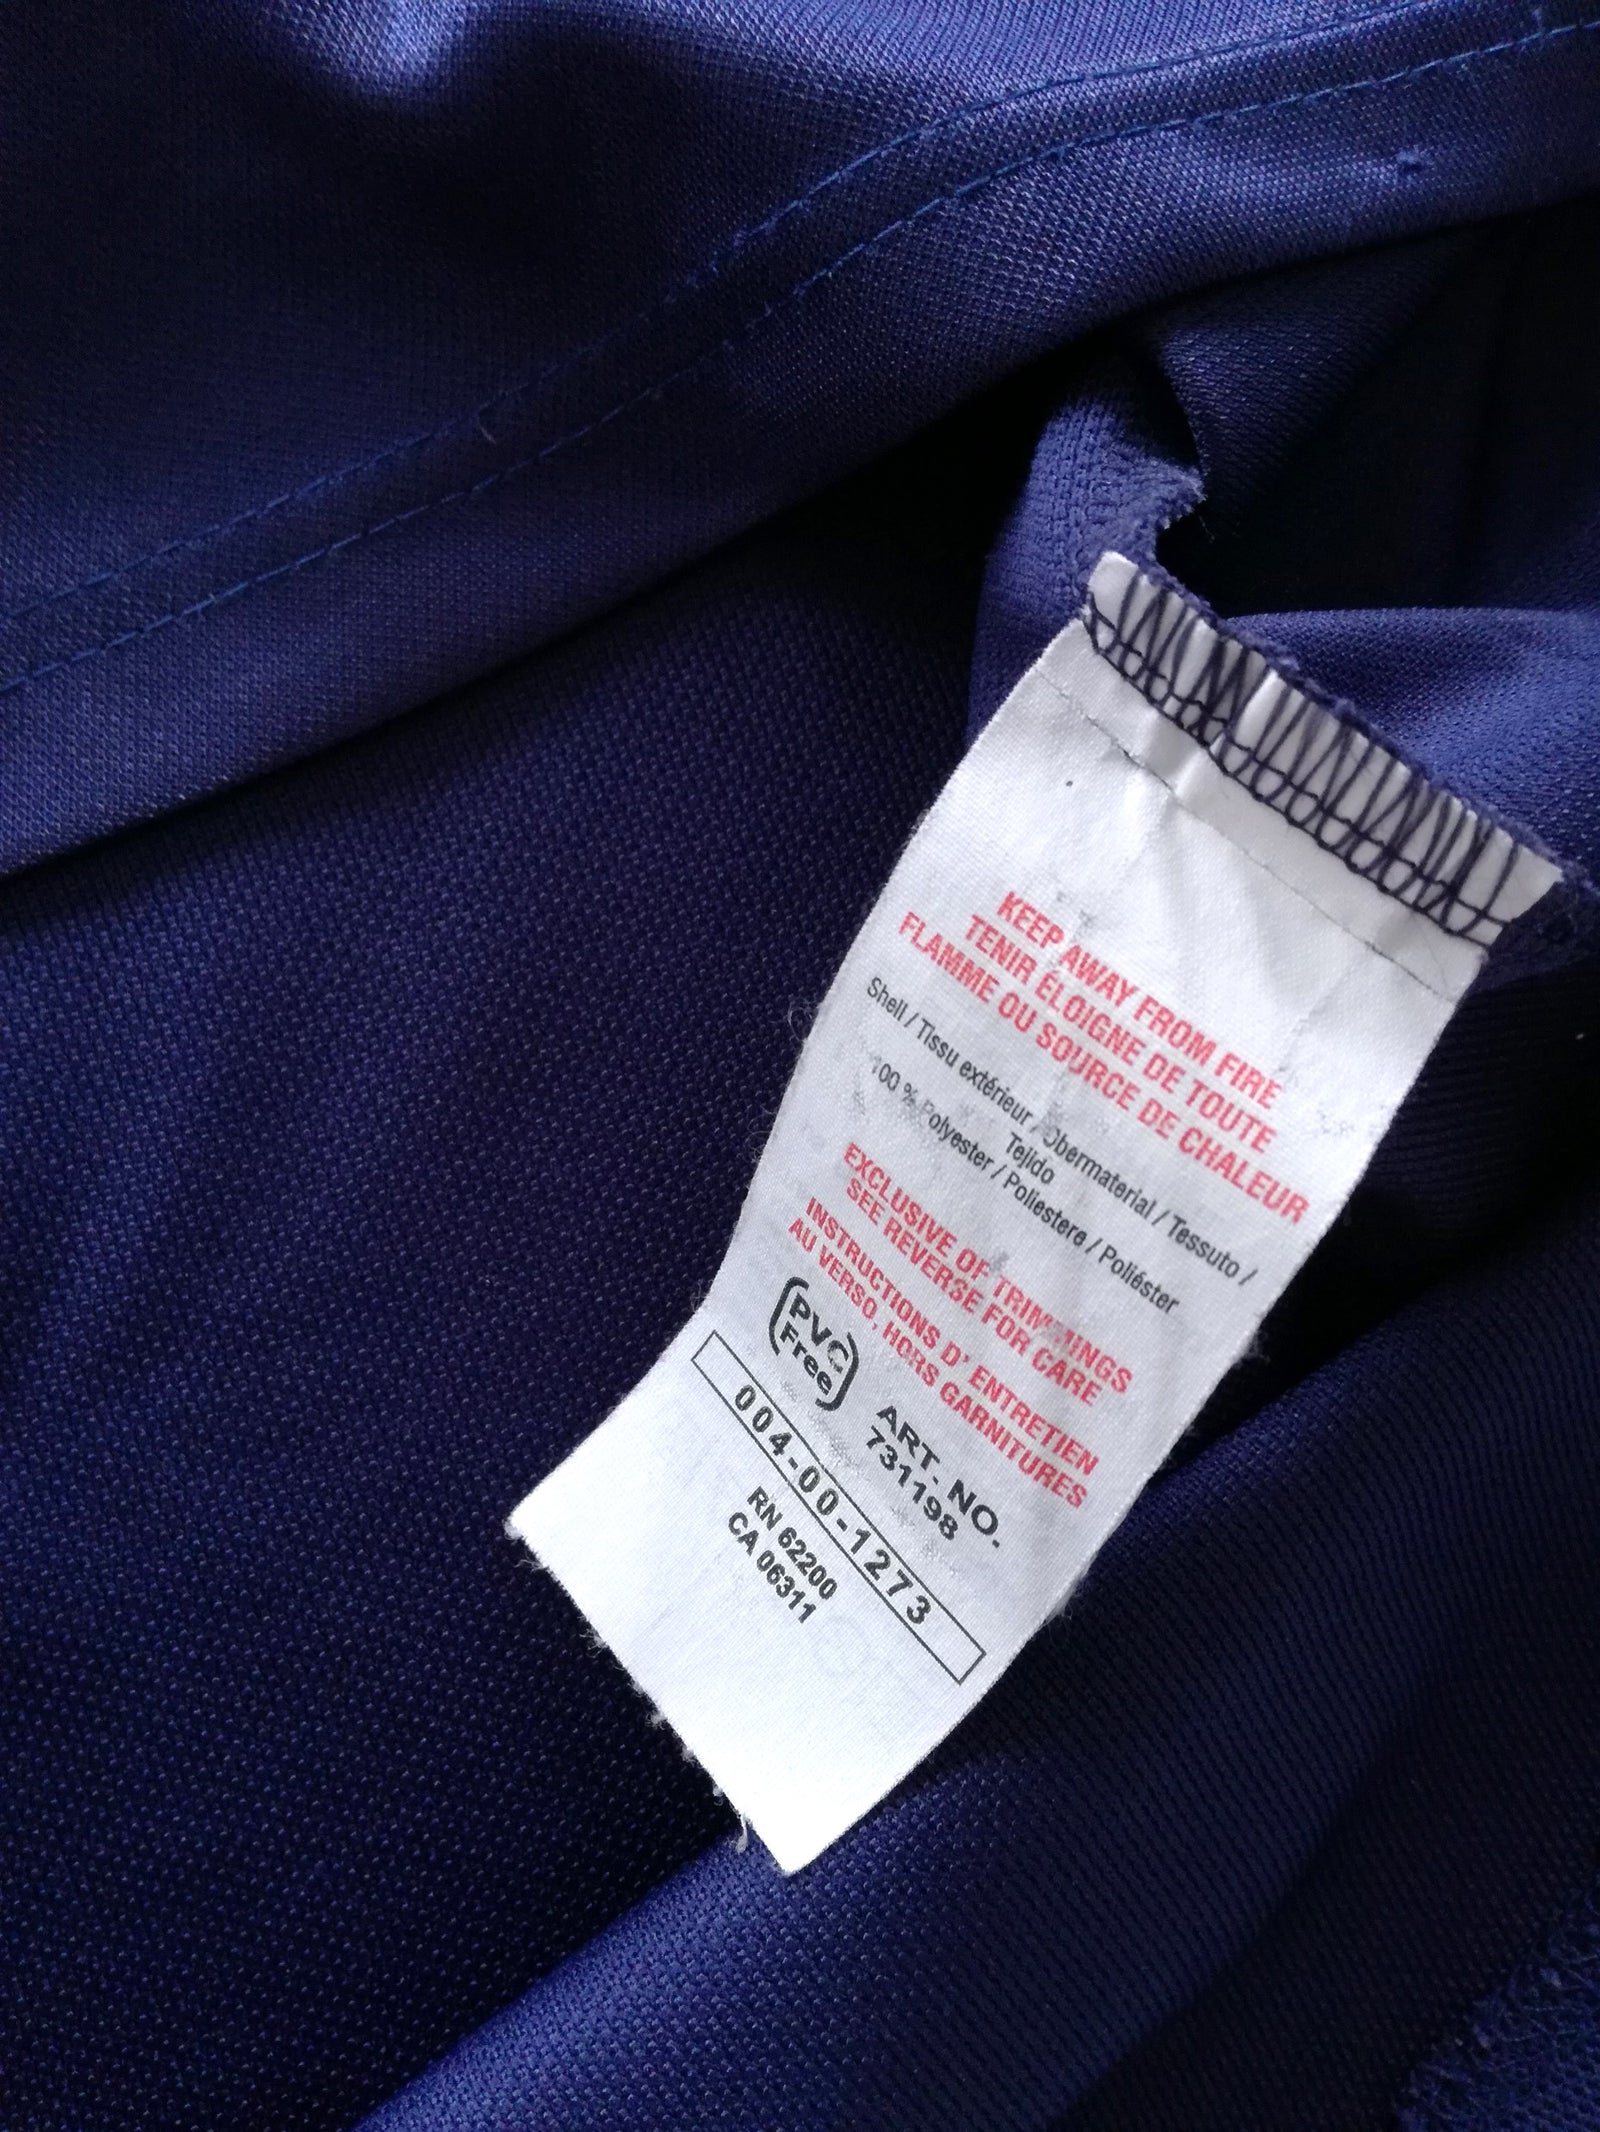 KEEP AWAY FROM FIRE
TENIR ÉLOIGNE DE TOUTE
FLAMME OU SOURCE DE CHALEUR
Shell / Tissu extérieur / Obermaterial / Tessuto /
Tejido
100 % Polyester / Poliestere / Poliéster
EXCLUSIVE OF TRIMMINGS
SEE REVERSE FOR CARE
INSTRUCTIONS D' ENTRETIEN
AU VERSO, HORS GARNITURES
PVC
Free
ART. NO.
731198
004-00-1273
RN 62200
CA 06311